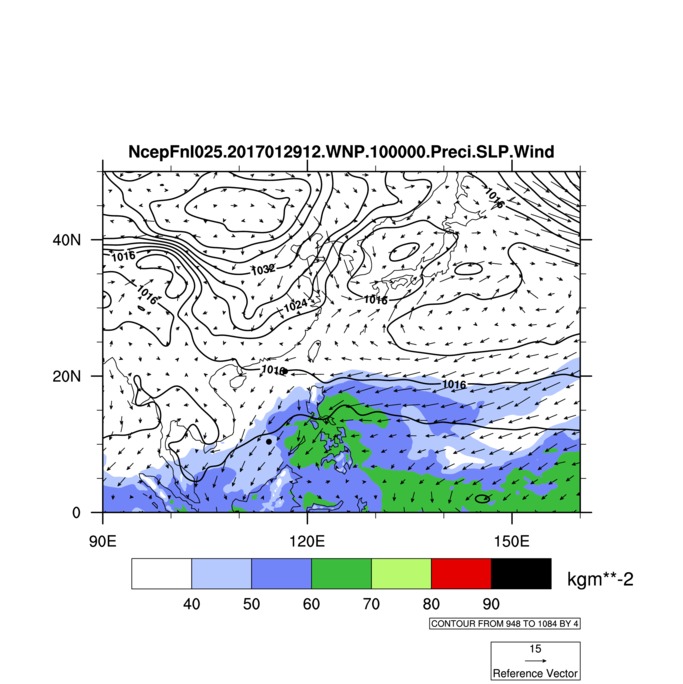 NcepFnl025.2017012912.WNP.100000.Preci.SLP.Wind
1016
40N
1016
1032
1016
1024
1016
1016
20N
1016
0
90E 120E 150E
kgm**-2
40 50 60 70 80 90
CONTOUR FROM 948 TO 1084 BY 4
15
Reference Vector